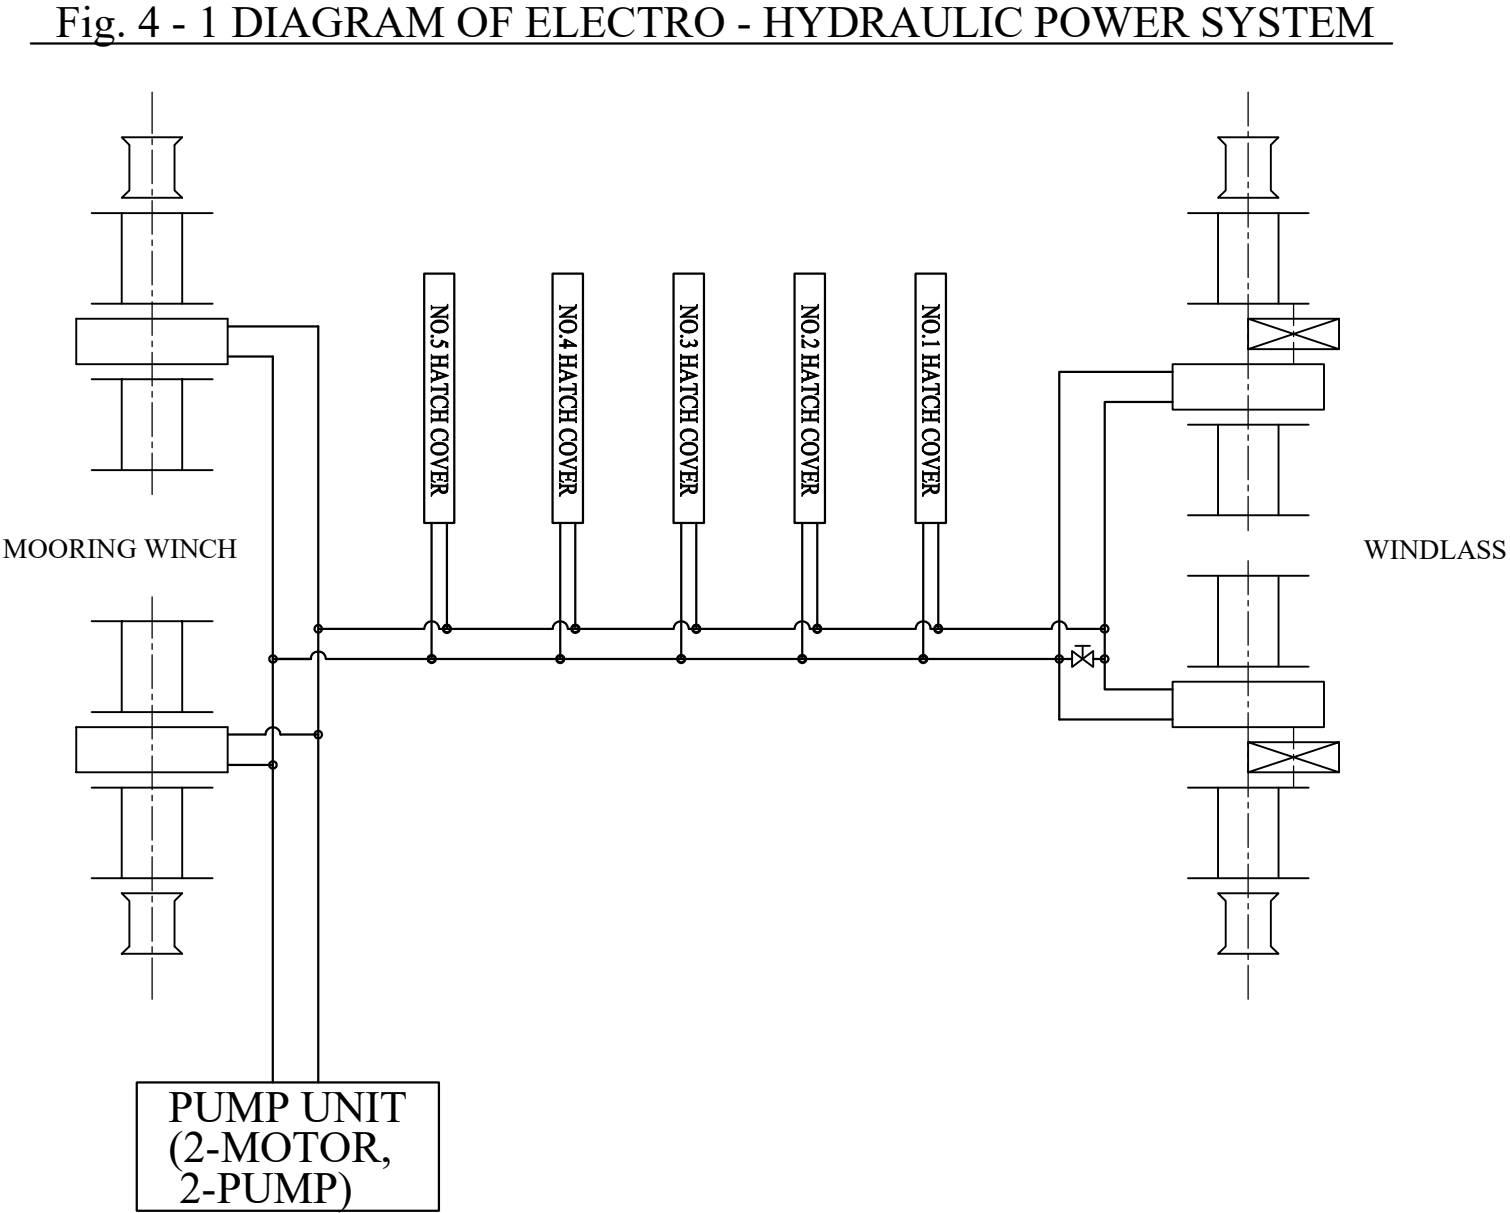 Fig. 4 - 1 DIAGRAM OF ELECTRO - HYDRAULIC POWER SYSTEM
NO.5 HATCH COVER
NO.4 HATCH COVER
NO.3 HATCH COVER
NO.2 HATCH COVER
NO.1 HATCH COVER
MOORING WINCH
WINDLASS
PUMP UNIT
(2-MOTOR,
2-PUMP)